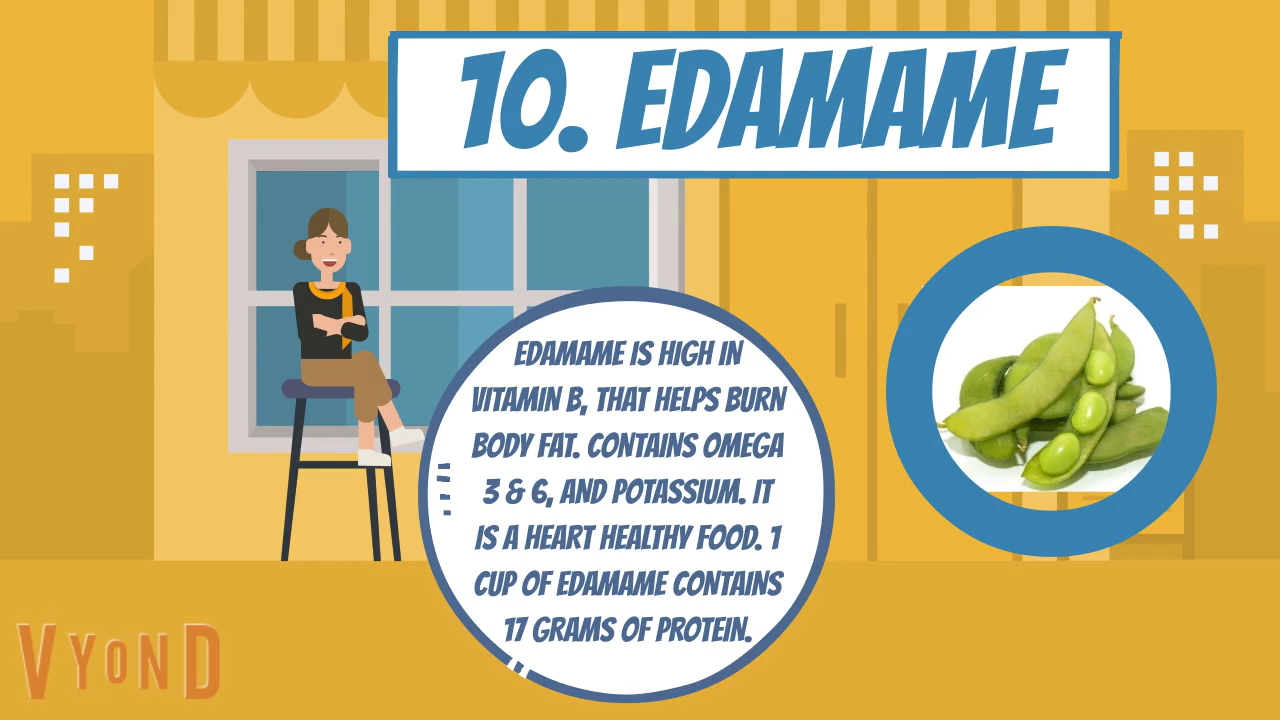 10. EDAMAME
EDAMAME IS HIGH IN
VITAMIN B, THAT HELPS BURN
BODY FAT. CONTAINS OMEGA
3 & 6, AND POTASSIUM. IT
IS A HEART HEALTHY FOOD. 1
CUP OF EDAMAME CONTAINS
17 GRAMS OF PROTEIN.
VYOND